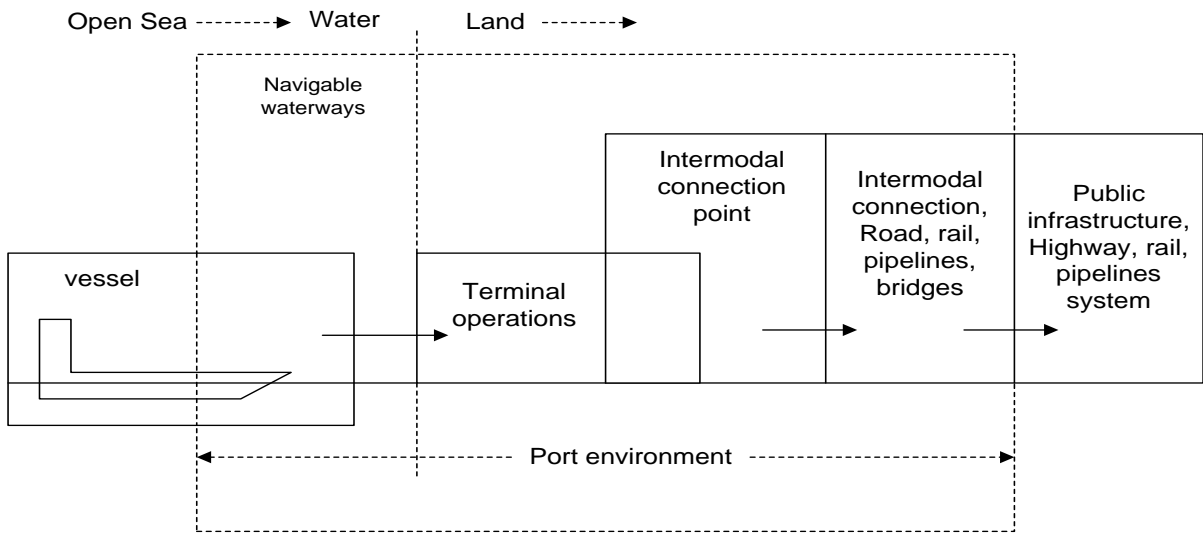 Open Sea
Water
Land
Navigable
waterways
vessel
Terminal
operations
Intermodal
connection
point
Intermodal
connection,
Road, rail,
pipelines,
bridges
Public
infrastructure,
Highway, rail,
pipelines
system
Port environment